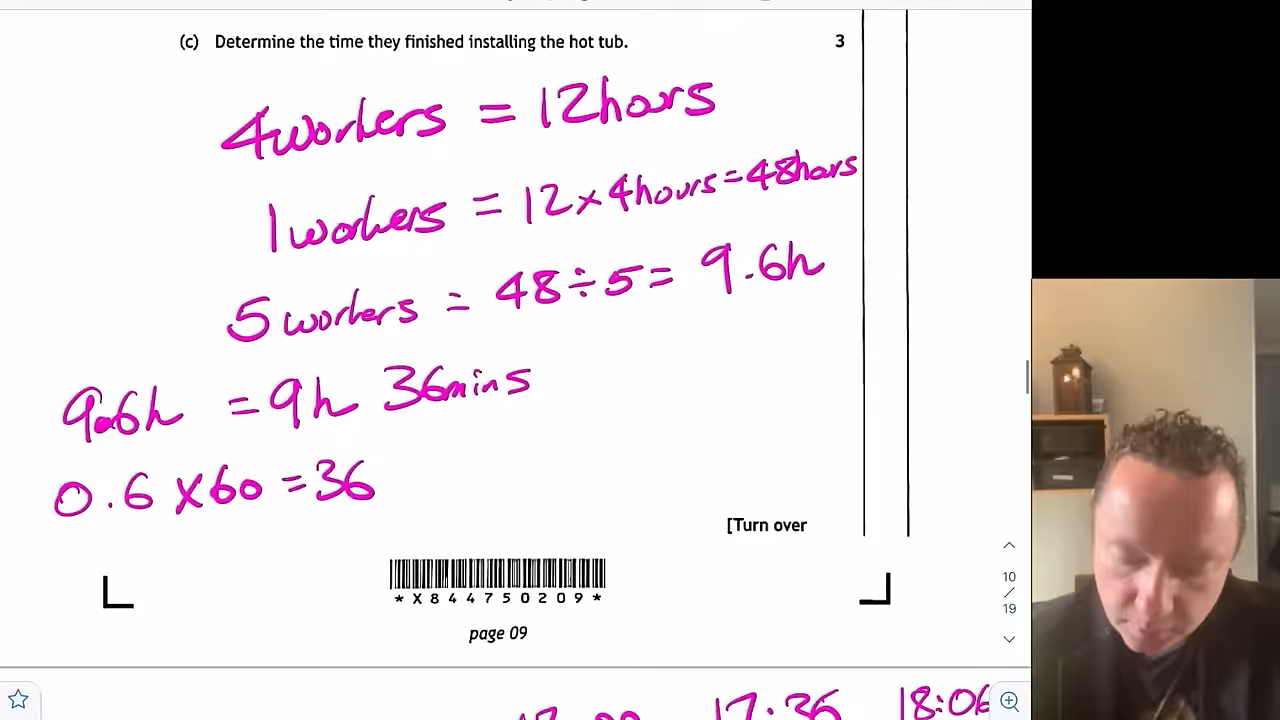 (c) Determine the time they finished installing the hot tub. 3
4workers = 12hours
1workers = 12×4hours=48hours
5workers = 48÷5= 9.6h
9.6h = 9h 36mins
0.6 ×60 =36
[Turn over
*X844750209*
page 09
10
/
19
17:36 18:06